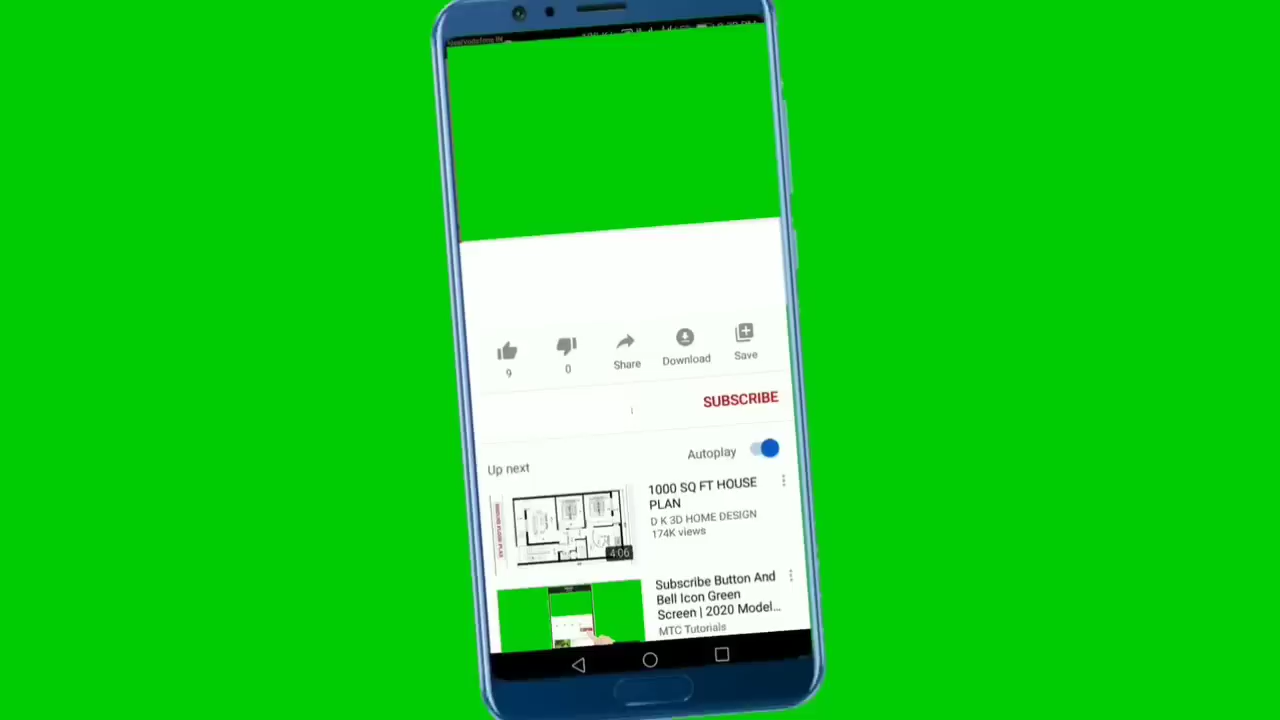 9
0
Share
Download
Save
SUBSCRIBE
Autoplay
Up next
1000 SQ FT HOUSE
PLAN
D K 3D HOME DESIGN
174K views
4:06
Subscribe Button And
Bell Icon Green
Screen | 2020 Model...
MTC Tutorials